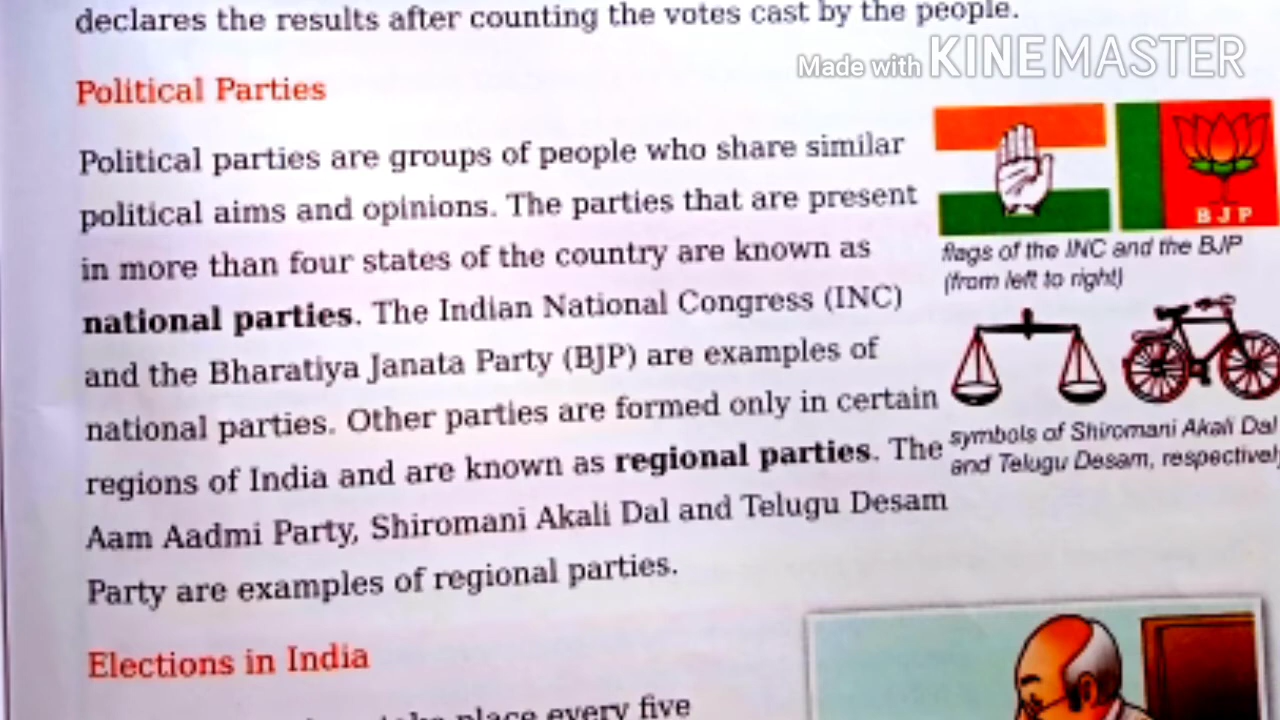 declares the results after counting the votes cast by the people.
Made with KINEMASTER
Political Parties
Political parties are groups of people who share similar
political aims and opinions. The parties that are present
in more than four states of the country are known as
national parties. The Indian National Congress (INC)
and the Bharatiya Janata Party (BJP) are examples of
national parties. Other parties are formed only in certain
regions of India and are known as regional parties. The
Aam Aadmi Party, Shiromani Akali Dal and Telugu Desam
Party are examples of regional parties.
BJP
flags of the INC and the BJP
(from left to right)
symbols of Shiromani Akali Dal
and Telugu Desam, respectivel
Elections in India
take place every five